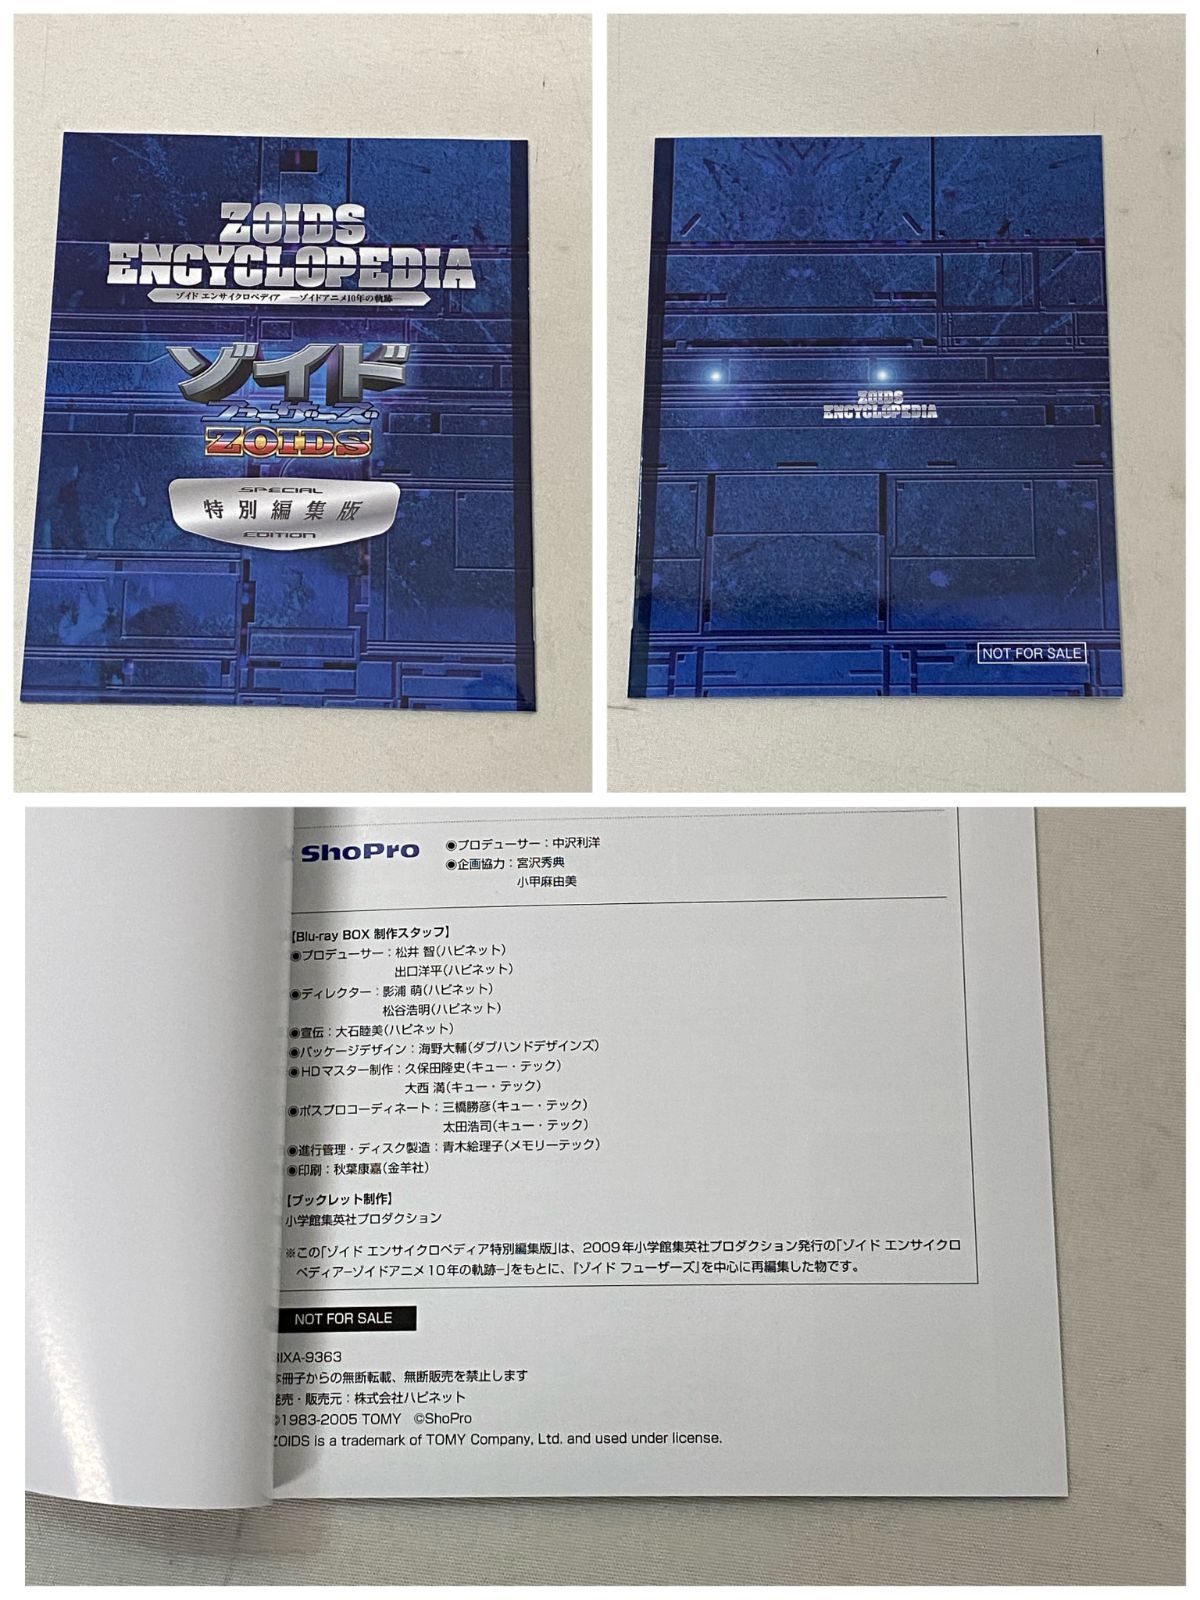 ZOIDS
ENCYCLOPEDIA
ゾイド エンサイクロペディア ―ゾイドアニメ10年の軌跡―
ゾイド
フューザーズ
ZOIDS
SPECIAL
特別編集版
EDITION
ZOIDS
ENCYCLOPEDIA
NOT FOR SALE
ShoPro
◉プロデューサー：中沢利洋
◉企画協力：宮沢秀典
小甲麻由美
【Blu-ray BOX 制作スタッフ】
◉プロデューサー：松井 智(ハピネット)
出口洋平(ハピネット)
◉ディレクター：影浦 萌(ハピネット)
松谷浩明(ハピネット)
◉宣伝：大石睦美(ハピネット)
◉パッケージデザイン：海野大輔(ダブハンドデザインズ)
◉HDマスター制作：久保田隆史(キュー・テック)
大西 満(キュー・テック)
◉ポスプロコーディネート：三橋勝彦(キュー・テック)
太田浩司(キュー・テック)
◉進行管理・ディスク製造：青木絵理子(メモリーテック)
◉印刷：秋葉康嘉(金羊社)
【ブックレット制作】
小学館集英社プロダクション
※この「ゾイド エンサイクロペディア特別編集版」は、2009年小学館集英社プロダクション発行の「ゾイド エンサイクロ
ペディア−ゾイドアニメ10年の軌跡−」をもとに、『ゾイド フューザーズ』を中心に再編集した物です。
NOT FOR SALE
BIXA-9363
本冊子からの無断転載、無断販売を禁止します
発売・販売元：株式会社ハピネット
©1983-2005 TOMY ©ShoPro
ZOIDS is a trademark of TOMY Company, Ltd. and used under license.